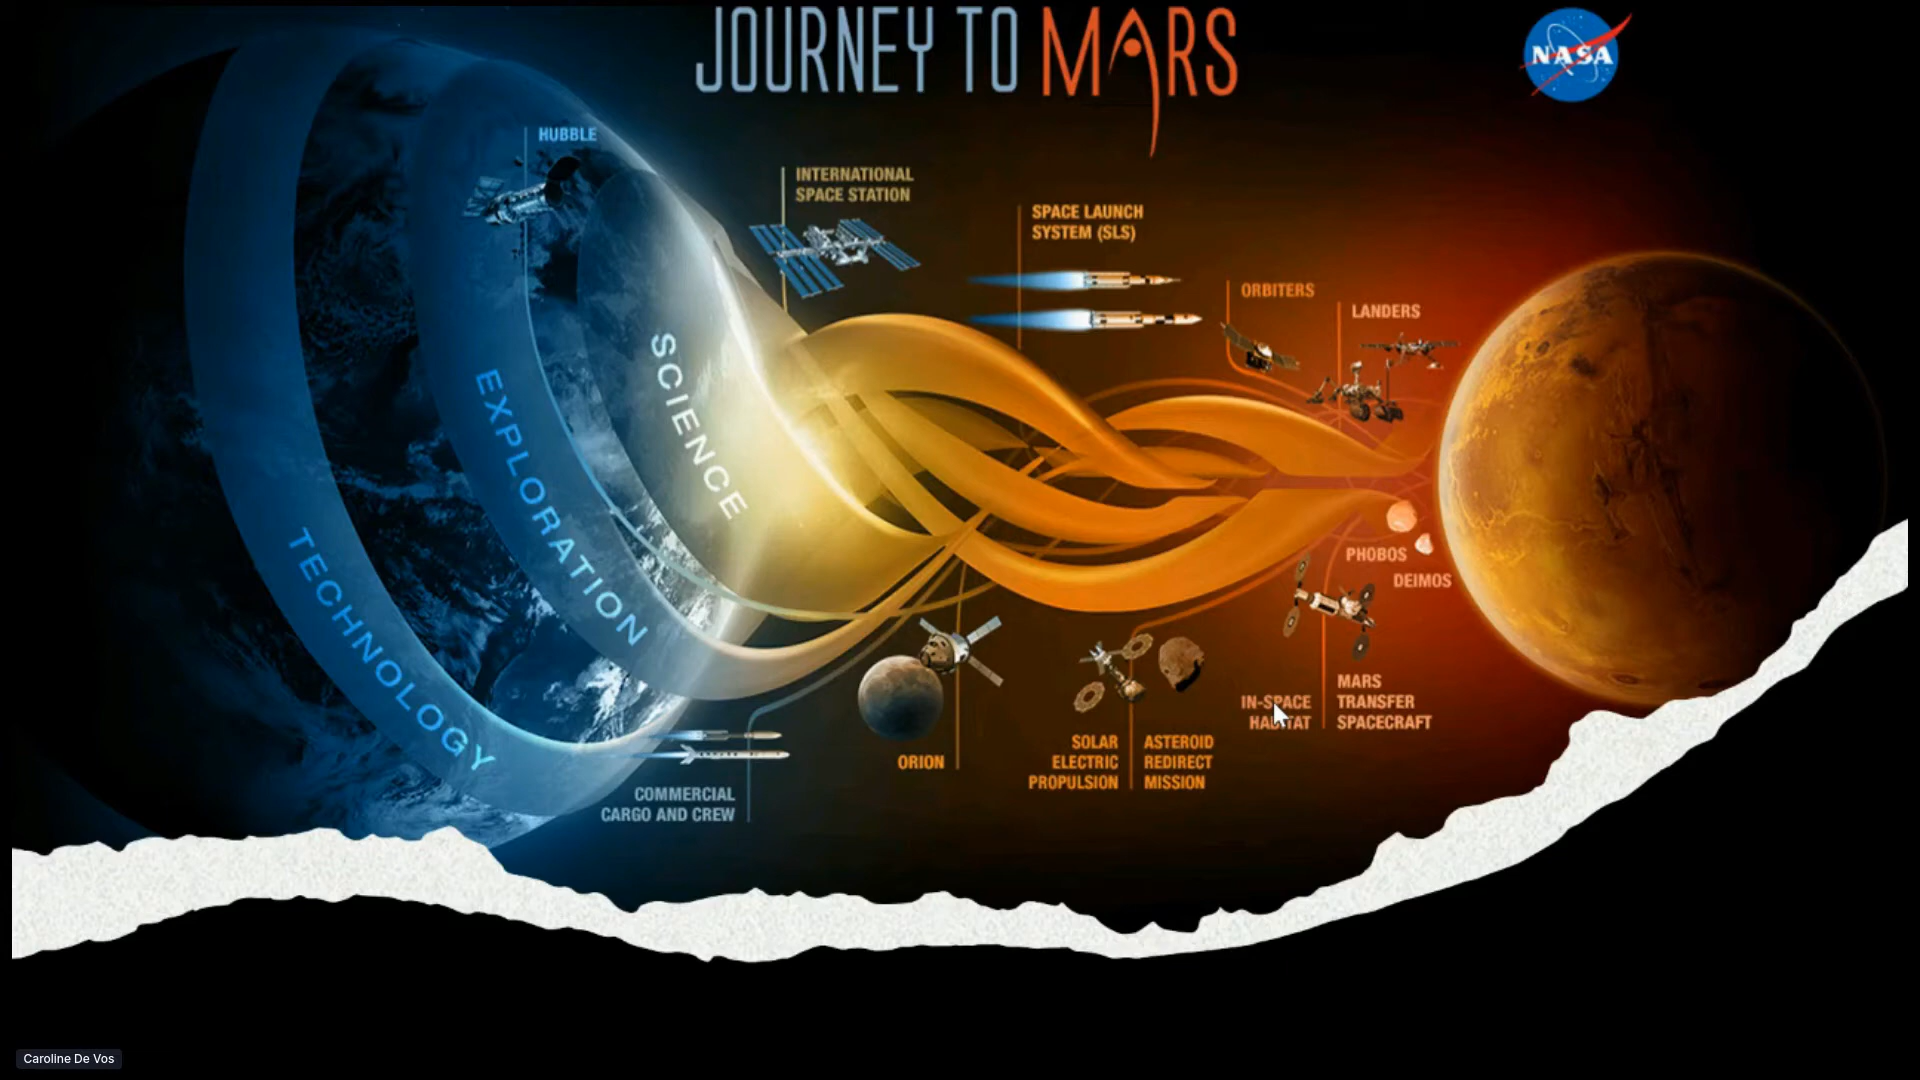 JOURNEY TO MARS
NASA
HUBBLE
INTERNATIONAL
SPACE STATION
SPACE LAUNCH
SYSTEM (SLS)
ORBITERS
LANDERS
SCIENCE
EXPLORATION
TECHNOLOGY
PHOBOS
DEIMOS
IN-SPACE
HABITAT
MARS
TRANSFER
SPACECRAFT
SOLAR
ELECTRIC
PROPULSION
ASTEROID
REDIRECT
MISSION
ORION
COMMERCIAL
CARGO AND CREW
Caroline De Vos